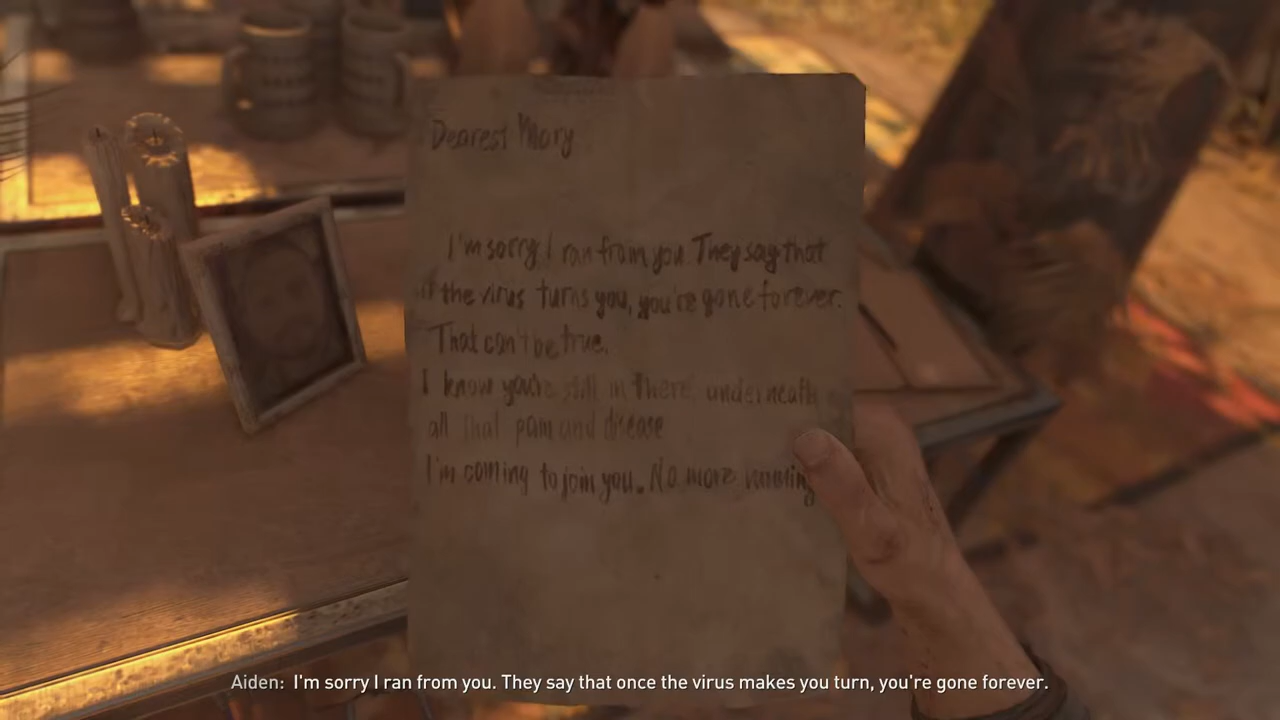 Dearest Mary
I'm sorry I ran from you. They say that
if the virus turns you, you're gone forever.
That can't be true.
I know you're still in there, underneath
all that pain and disease
I'm coming to join you. No more running
Aiden: I'm sorry I ran from you. They say that once the virus makes you turn, you're gone forever.